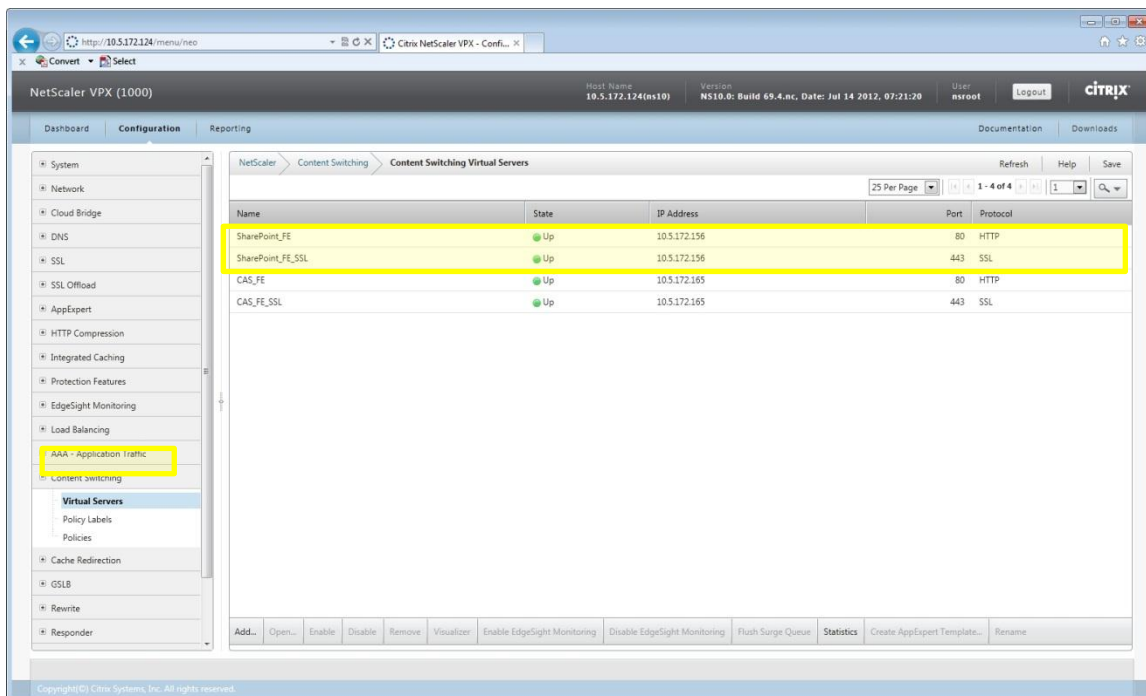 http://10.5.172.124/menu/neo
Citrix NetScaler VPX - Confi...
x Convert Select
NetScaler VPX (1000)
Host Name
10.5.172.124(ns10)
Version
NS10.0: Build 69.4.nc, Date: Jul 14 2012, 07:21:20
User
nsroot
Logout
CITRIX
Dashboard Configuration Reporting Documentation Downloads
System
Network
Cloud Bridge
DNS
SSL
SSL Offload
AppExpert
HTTP Compression
Integrated Caching
Protection Features
EdgeSight Monitoring
Load Balancing
AAA - Application Traffic
Content Switching
Virtual Servers
Policy Labels
Policies
Cache Redirection
GSLB
Rewrite
Responder
NetScaler Content Switching Content Switching Virtual Servers Refresh Help Save
25 Per Page 1 - 4 of 4 1
Name State IP Address Port Protocol
SharePoint_FE Up 10.5.172.156 80 HTTP
SharePoint_FE_SSL Up 10.5.172.156 443 SSL
CAS_FE Up 10.5.172.165 80 HTTP
CAS_FE_SSL Up 10.5.172.165 443 SSL
Add... Open... Enable Disable Remove Visualizer Enable EdgeSight Monitoring Disable EdgeSight Monitoring Flush Surge Queue Statistics Create AppExpert Template... Rename
Copyright(©) Citrix Systems, Inc. All rights reserved.